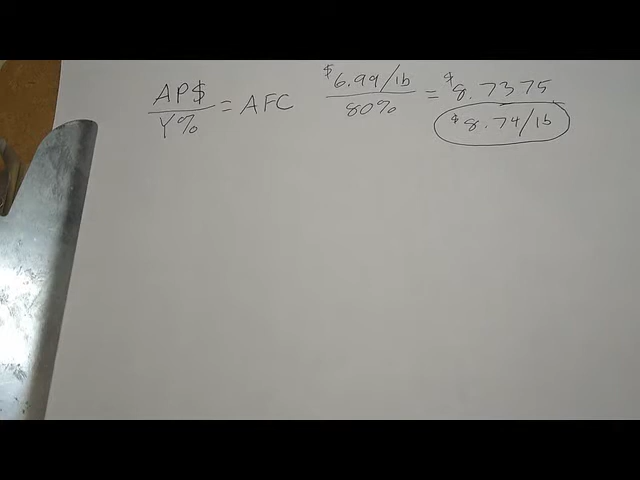 AP$ / Y% = AFC
$6.99/lb / 80% = $8.7375
$8.74/lb